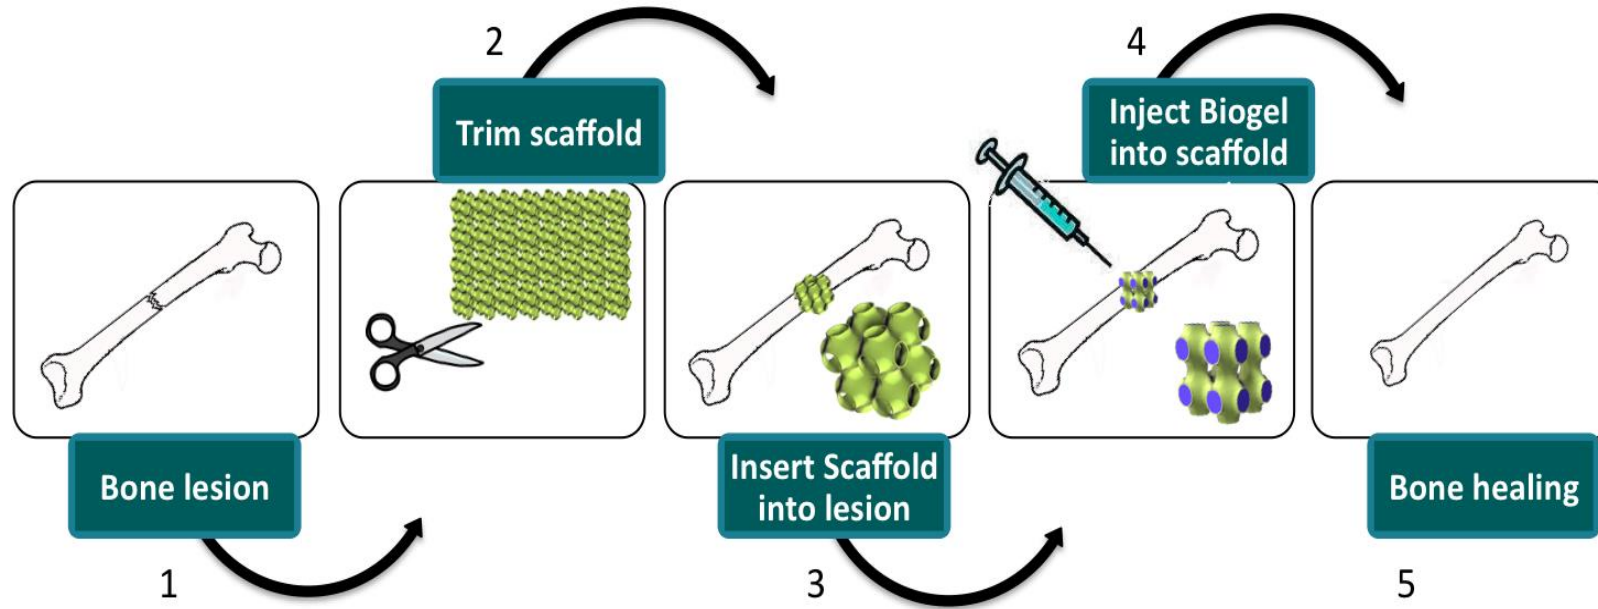 1
Bone lesion
2
Trim scaffold
3
Insert Scaffold
into lesion
4
Inject Biogel
into scaffold
5
Bone healing